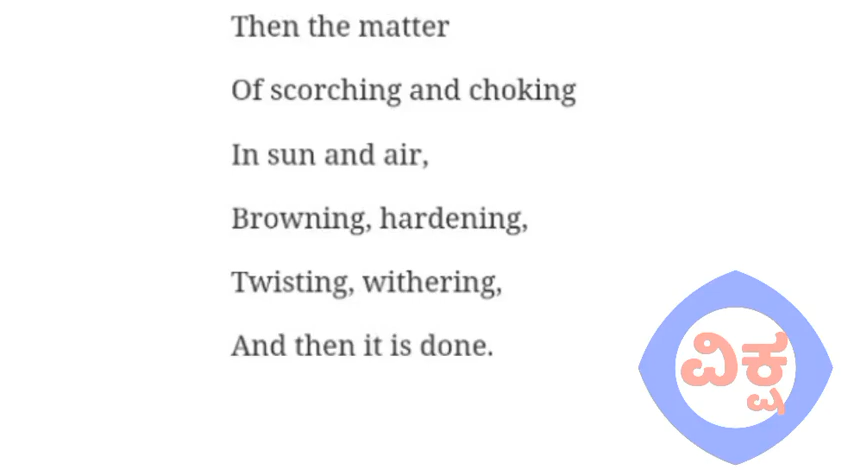 Then the matter
Of scorching and choking
In sun and air,
Browning, hardening,
Twisting, withering,
And then it is done.
ವಿಕ್ಷ